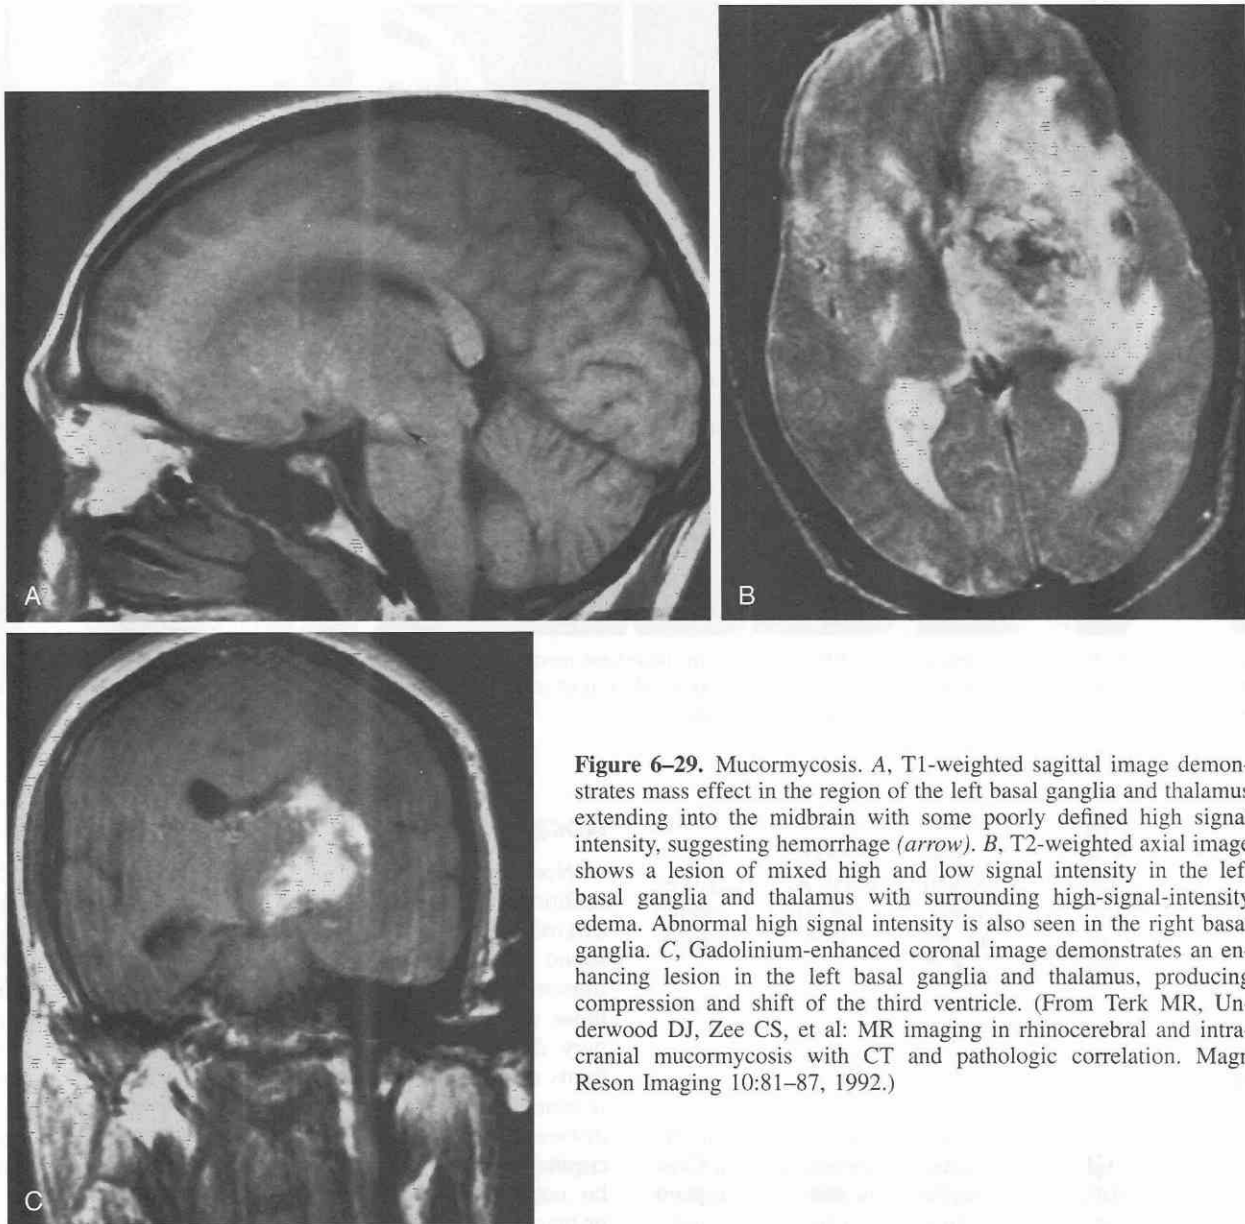 A
B
C
Figure 6–29. Mucormycosis. A, T1-weighted sagittal image demon-
strates mass effect in the region of the left basal ganglia and thalamus
extending into the midbrain with some poorly defined high signa
intensity, suggesting hemorrhage (arrow). B, T2-weighted axial image
shows a lesion of mixed high and low signal intensity in the left
basal ganglia and thalamus with surrounding high-signal-intensity
edema. Abnormal high signal intensity is also seen in the right basa
ganglia. C, Gadolinium-enhanced coronal image demonstrates an en-
hancing lesion in the left basal ganglia and thalamus, producing
compression and shift of the third ventricle. (From Terk MR, Un-
derwood DJ, Zee CS, et al: MR imaging in rhinocerebral and intra-
cranial mucormycosis with CT and pathologic correlation. Magn
Reson Imaging 10:81–87, 1992.)